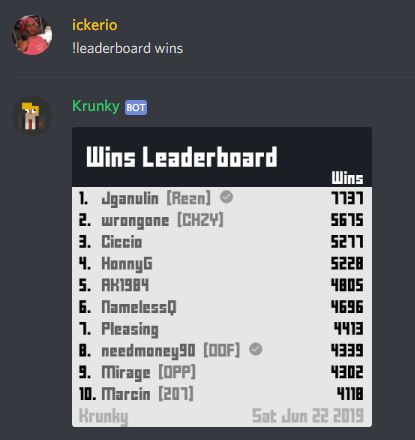 ickerio
!leaderboard wins
Krunky BOT
Wins Leaderboard
Wins
1. Jganulin [Rezn] 7737
2. wrongone [CHZY] 5675
3. Ciccio 5277
4. HonnyG 5228
5. AK1984 4805
6. NamelessQ 4696
7. Pleasing 4413
8. needmoney90 [OOF] 4339
9. Mirage [OPP] 4302
10. Marcin [207] 4118
Krunky Sat Jun 22 2019